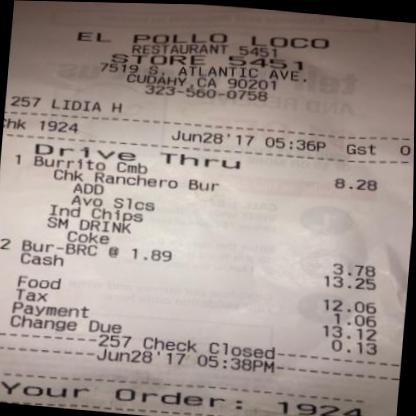 EL POLLO LOCO
RESTAURANT 5451
STORE 5451
7519 S. ATLANTIC AVE.
CUDAHY ,CA 90201
323-560-0758
257 LIDIA H
Chk 1924 Jun28'17 05:36P Gst 0
Drive Thru
1 Burrito Cmb 8.28
Chk Ranchero Bur
ADD
Avo Slcs
Ind Chips
SM DRINK
Coke
2 Bur-BRC @ 1.89 3.78
Cash 13.25
Food 12.06
Tax 1.06
Payment 13.12
Change Due 0.13
257 Check Closed
Jun28'17 05:38PM
Your Order: 1924